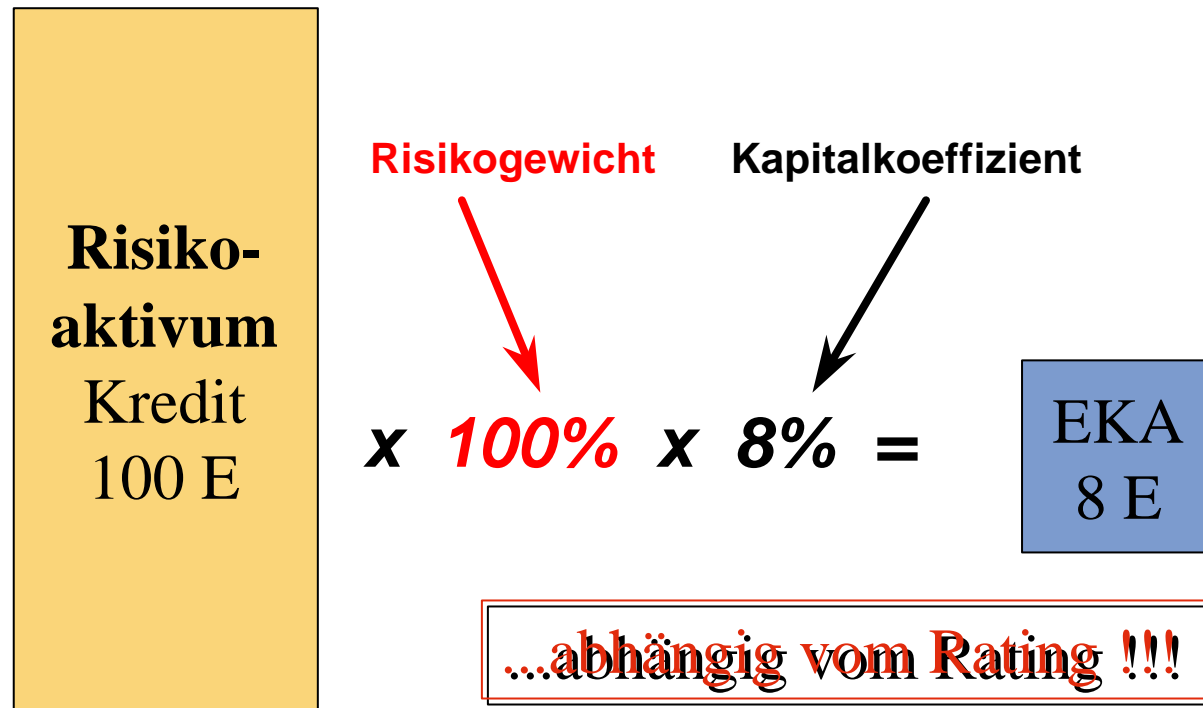 Risikogewicht Kapitalkoeffizient
Risiko-
aktivum
Kredit
100 E
x 100% x 8% =
EKA
8 E
...abhängig vom Rating !!!